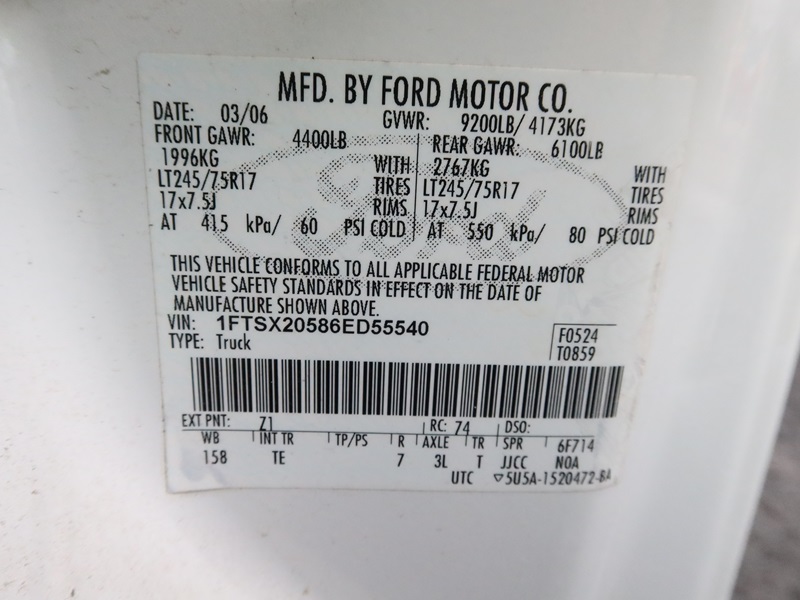 MFD. BY FORD MOTOR CO.
DATE: 03/06 GVWR: 9200LB/ 4173KG
FRONT GAWR: 4400LB REAR GAWR: 6100LB
1996KG WITH 2767KG WITH
LT245/75R17 TIRES LT245/75R17 TIRES
17x7.5J RIMS 17x7.5J RIMS
AT 415 kPa/ 60 PSI COLD AT 550 kPa/ 80 PSI COLD
Ford
THIS VEHICLE CONFORMS TO ALL APPLICABLE FEDERAL MOTOR
VEHICLE SAFETY STANDARDS IN EFFECT ON THE DATE OF
MANUFACTURE SHOWN ABOVE.
VIN: 1FTSX20586ED55540 F0524
TYPE: Truck T0859
EXT PNT: Z1 RC: 74 DSO:
WB INT TR TP/PS R AXLE TR SPR 6F714
158 TE 7 3L T JJCC NOA
UTC ▽5U5A-1520472-BA